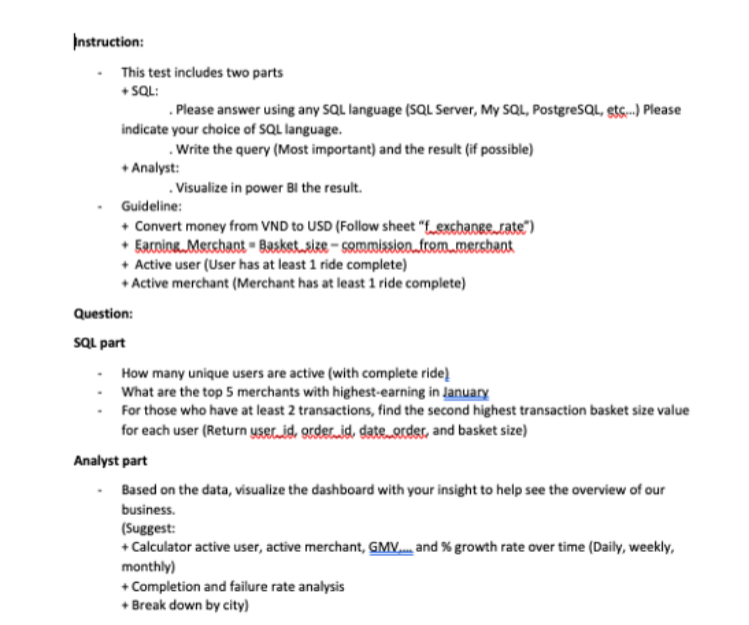 Instruction:
- This test includes two parts
+ SQL:
. Please answer using any SQL language (SQL Server, My SQL, PostgreSQL, etc...) Please
indicate your choice of SQL language.
. Write the query (Most important) and the result (if possible)
+ Analyst:
. Visualize in power BI the result.
- Guideline:
+ Convert money from VND to USD (Follow sheet "f_exchange_rate")
+ Earning_Merchant = Basket_size – commission_from_merchant
+ Active user (User has at least 1 ride complete)
+ Active merchant (Merchant has at least 1 ride complete)
Question:
SQL part
- How many unique users are active (with complete ride)
- What are the top 5 merchants with highest-earning in January
- For those who have at least 2 transactions, find the second highest transaction basket size value
for each user (Return user_id, order_id, date_order, and basket size)
Analyst part
- Based on the data, visualize the dashboard with your insight to help see the overview of our
business.
(Suggest:
+ Calculator active user, active merchant, GMV,... and % growth rate over time (Daily, weekly,
monthly)
+ Completion and failure rate analysis
+ Break down by city)